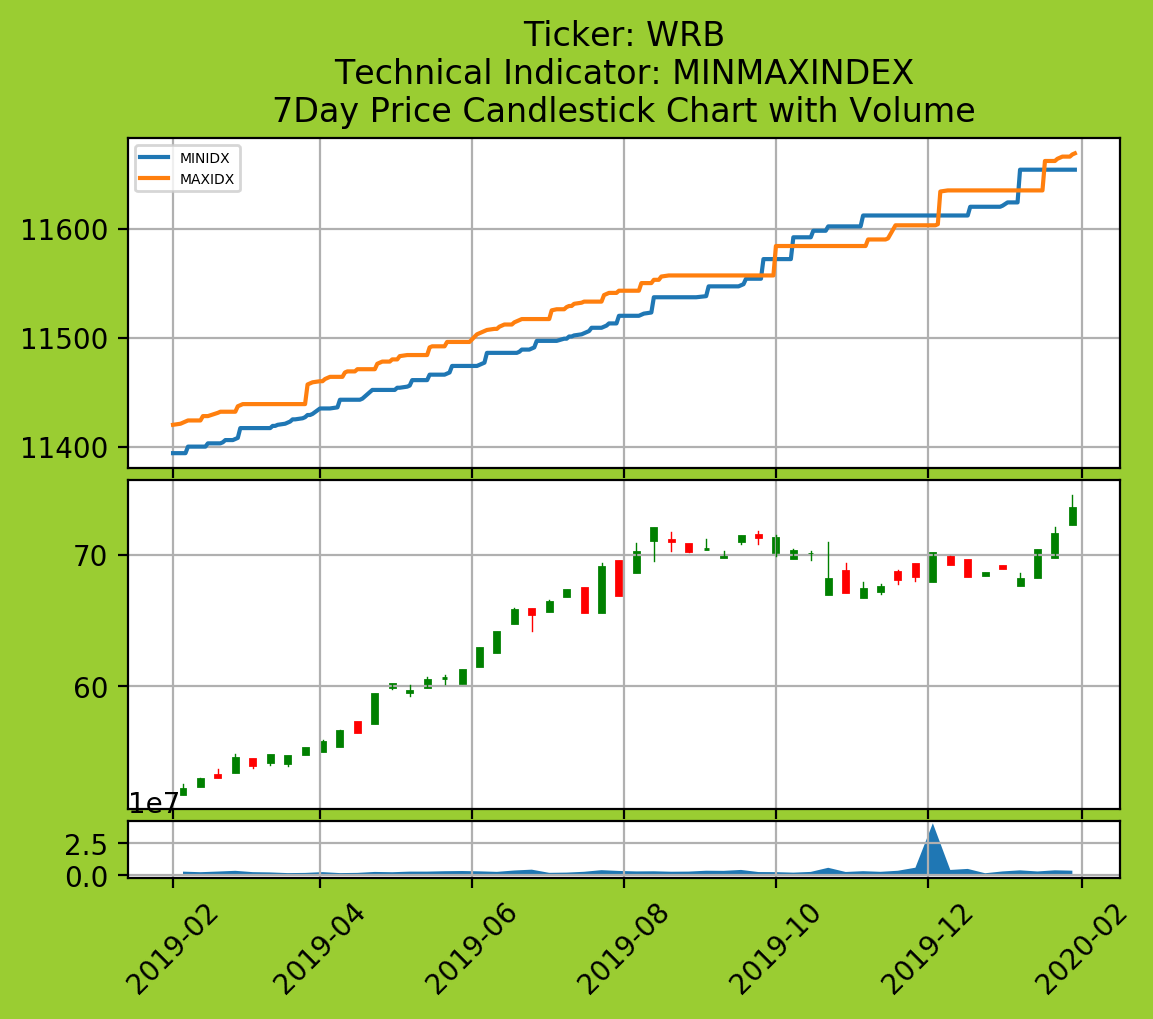 Ticker: WRB
Technical Indicator: MINMAXINDEX
7Day Price Candlestick Chart with Volume
MINIDX
MAXIDX
11600
11500
11400
70
60
1e7
2.5
0.0
2019-02
2019-04
2019-06
2019-08
2019-10
2019-12
2020-02